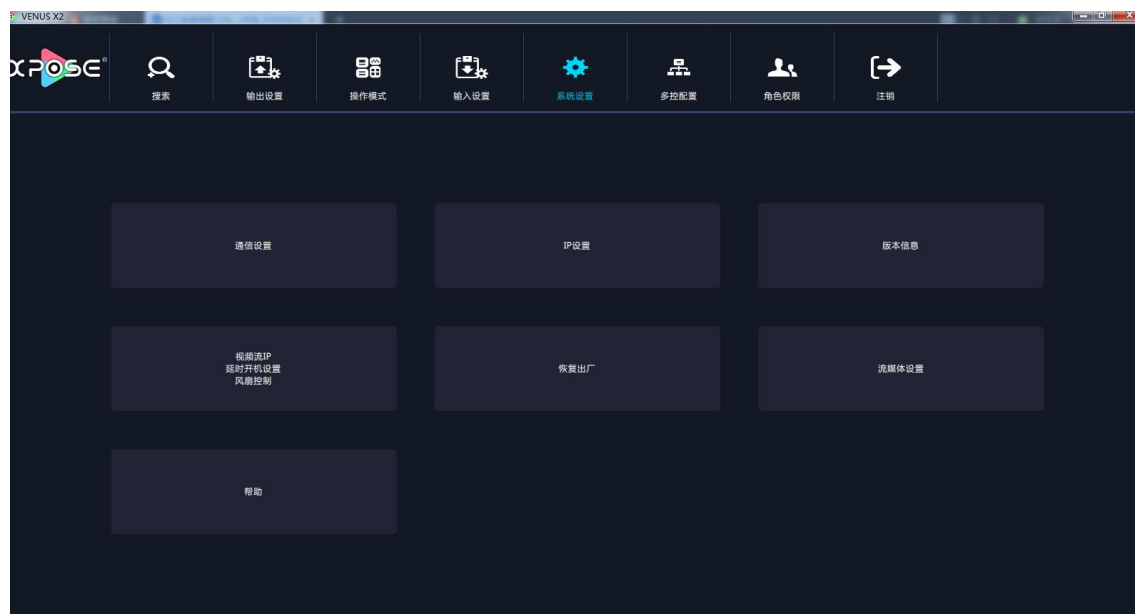 VENUS X2
XPOSE®
搜索
输出设置
操作模式
输入设置
系统设置
多控配置
角色权限
注销
通信设置
IP设置
版本信息
视频流IP
延时开机设置
风扇控制
恢复出厂
流媒体设置
帮助